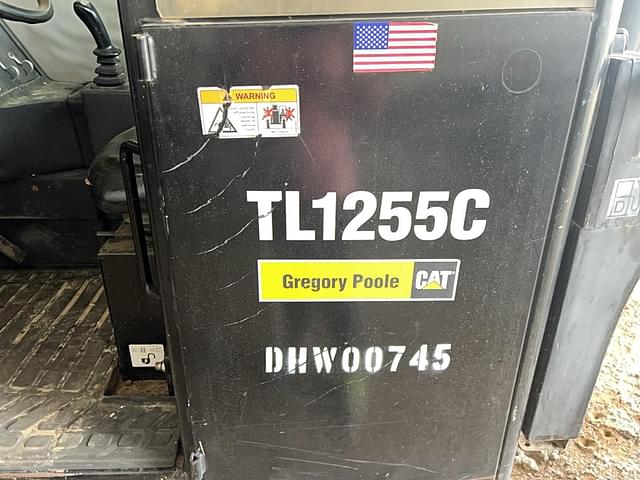 WARNING
TL1255C
Gregory Poole CAT
DHW00745